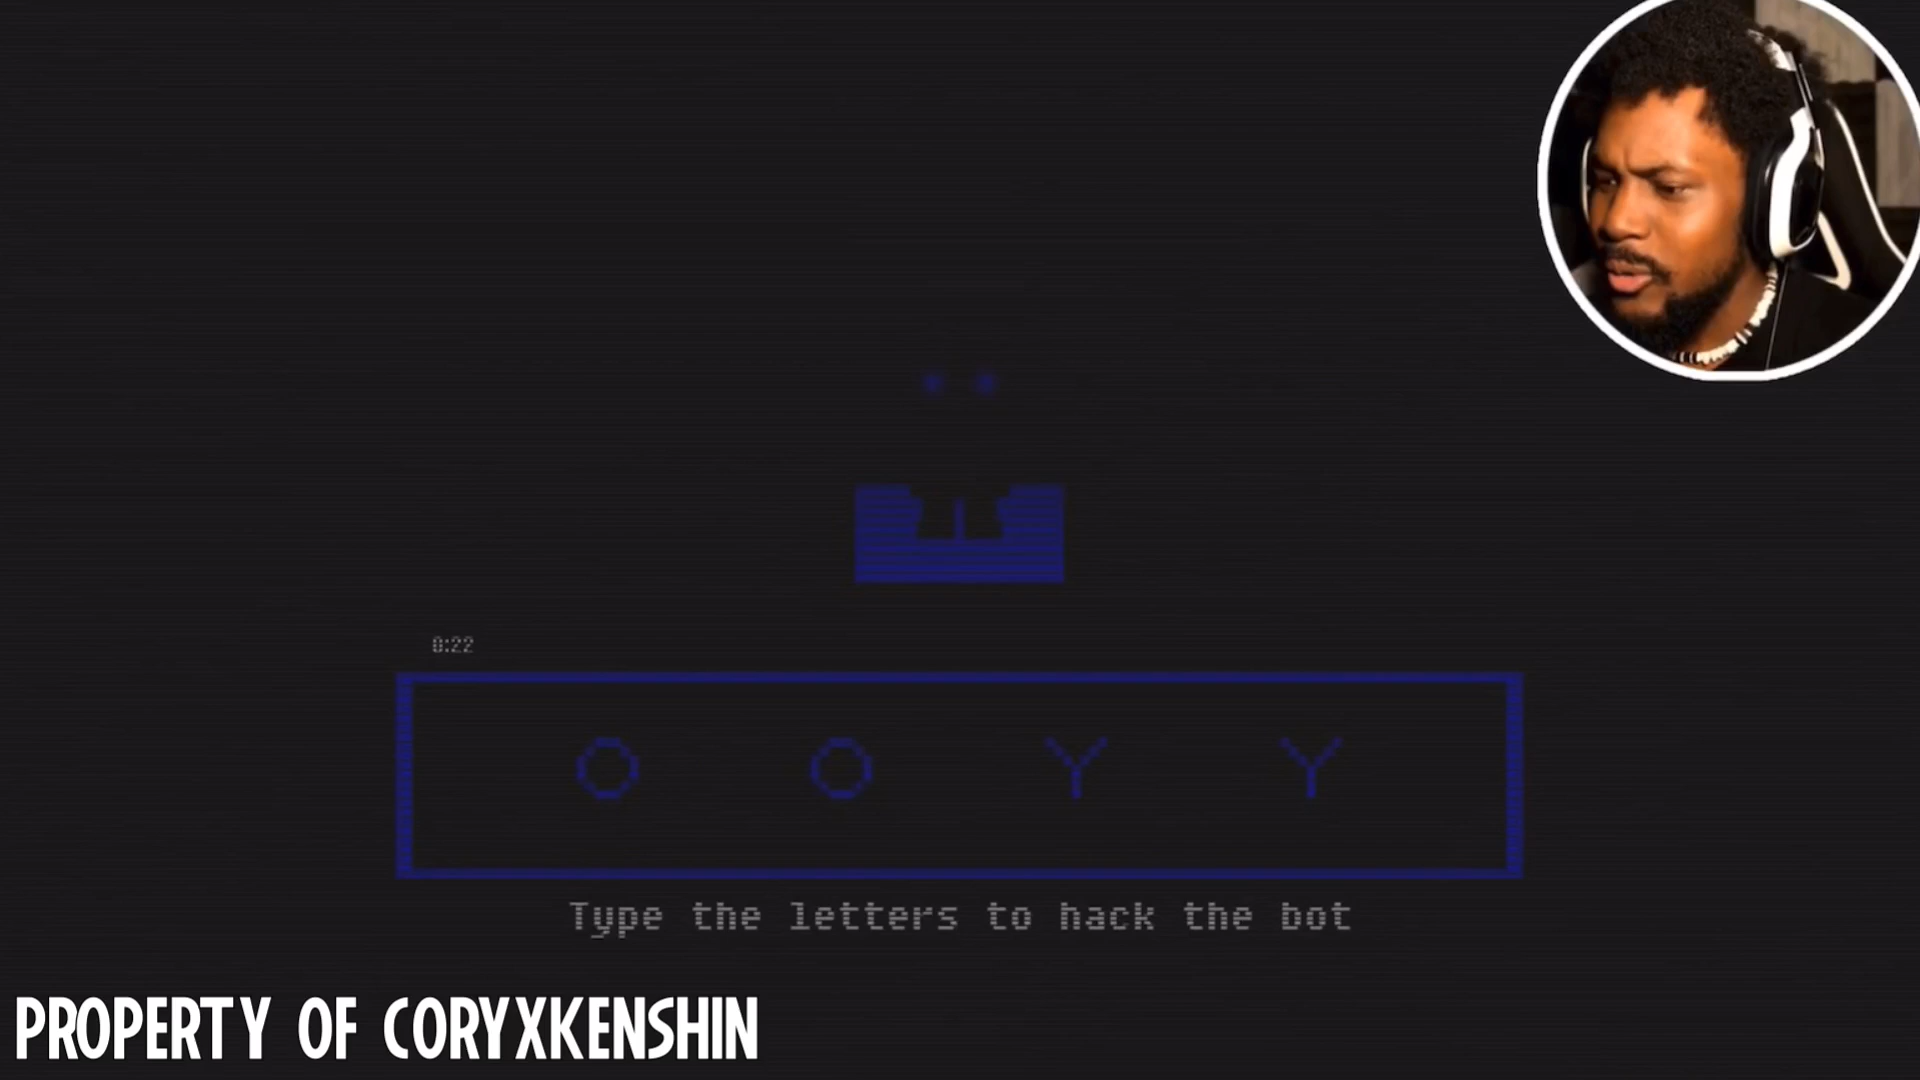 0:22
O O Y Y
Type the letters to hack the bot
PROPERTY OF CORYXKENSHIN